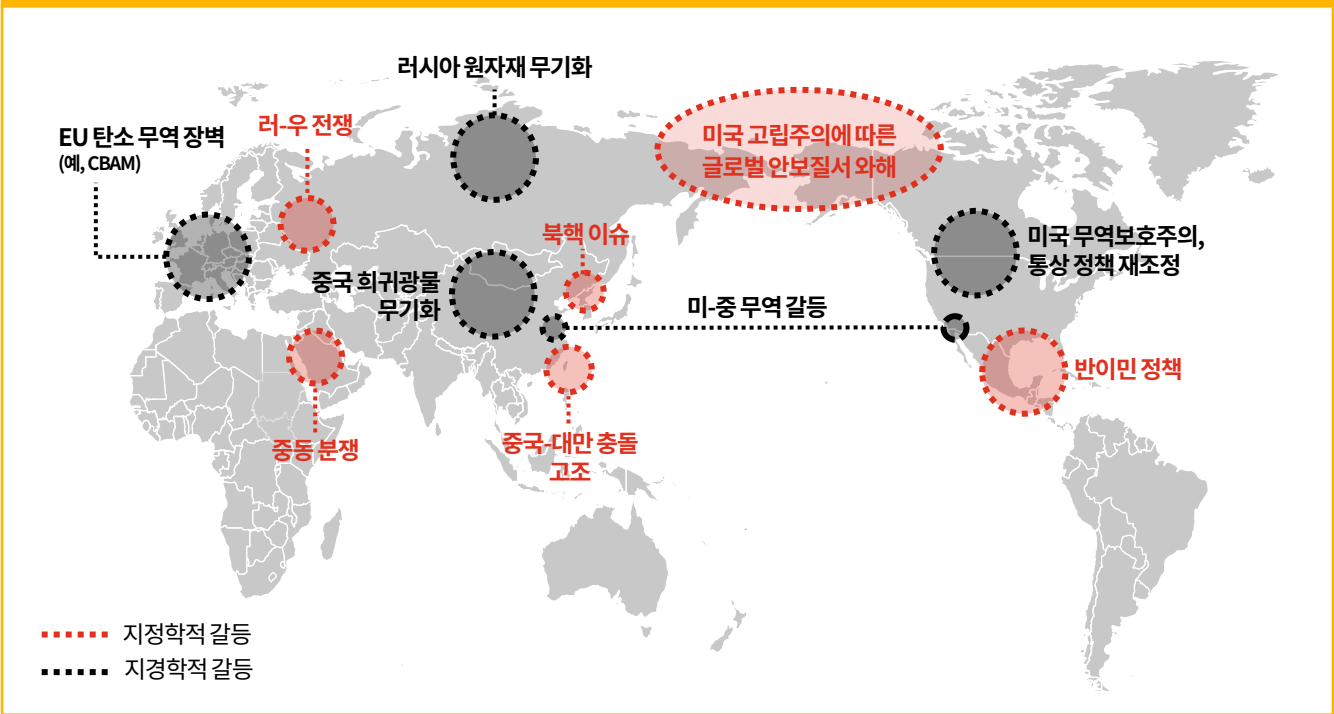 러시아 원자재 무기화
EU 탄소 무역 장벽
(예, CBAM)
러-우 전쟁
미국 고립주의에 따른
글로벌 안보질서 와해
북핵 이슈
미국 무역보호주의,
통상 정책 재조정
중국 희귀광물
무기화
미-중 무역 갈등
반이민 정책
중동 분쟁
중국-대만 충돌
고조
지정학적 갈등
지경학적 갈등